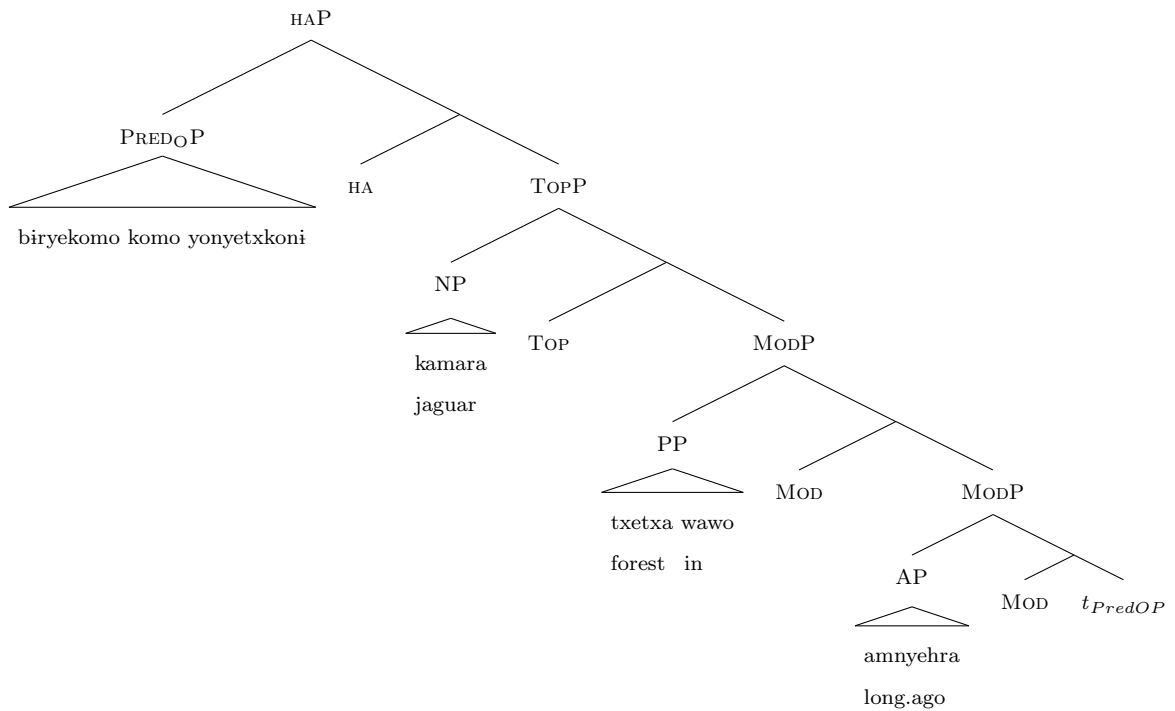 HAP
PREDOP
HA
TOPP
bɨryekomo komo yonyetxkonɨ
NP
TOP
MODP
kamara
jaguar
PP
MOD
MODP
txetxa wawo
forest in
AP
MOD
tPredOP
amnyehra
long.ago